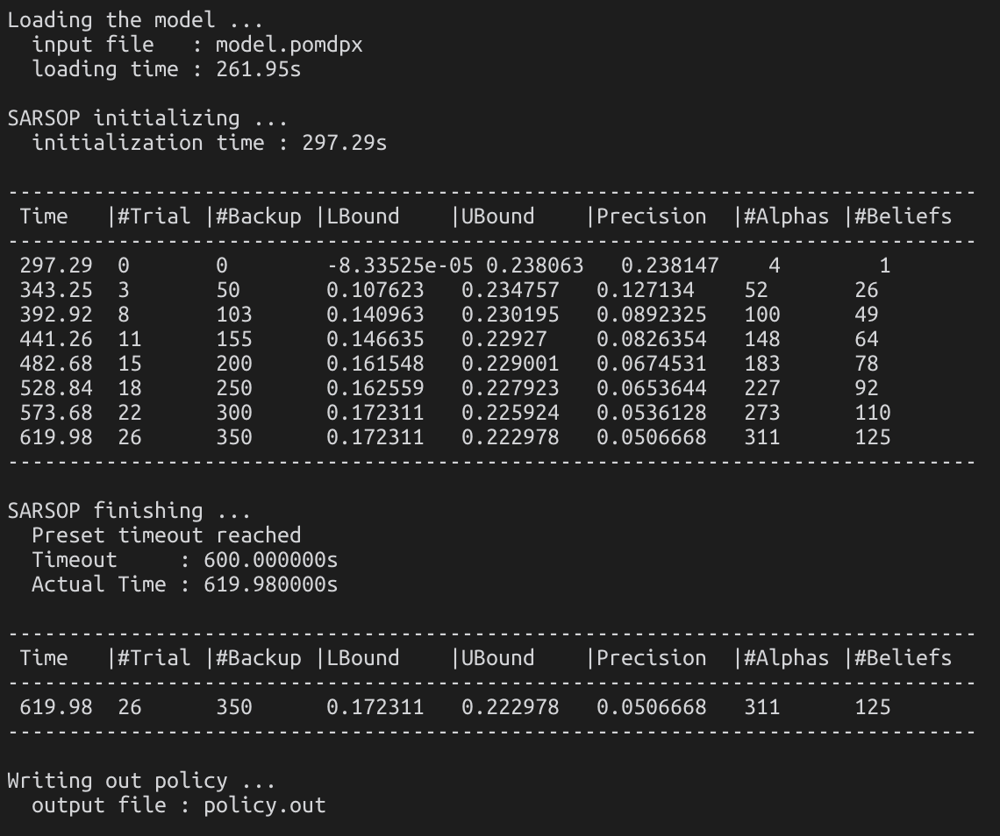 Loading the model ...
  input file   : model.pomdpx
  loading time : 261.95s

SARSOP initializing ...
  initialization time : 297.29s

-------------------------------------------------------------------------------
 Time   |#Trial |#Backup |LBound    |UBound    |Precision  |#Alphas |#Beliefs
-------------------------------------------------------------------------------
 297.29  0       0        -8.33525e-05 0.238063   0.238147    4        1
 343.25  3       50       0.107623   0.234757   0.127134    52       26
 392.92  8       103      0.140963   0.230195   0.0892325   100      49
 441.26  11      155      0.146635   0.22927    0.0826354   148      64
 482.68  15      200      0.161548   0.229001   0.0674531   183      78
 528.84  18      250      0.162559   0.227923   0.0653644   227      92
 573.68  22      300      0.172311   0.225924   0.0536128   273      110
 619.98  26      350      0.172311   0.222978   0.0506668   311      125
-------------------------------------------------------------------------------

SARSOP finishing ...
  Preset timeout reached
  Timeout     : 600.000000s
  Actual Time : 619.980000s

-------------------------------------------------------------------------------
 Time   |#Trial |#Backup |LBound    |UBound    |Precision  |#Alphas |#Beliefs
-------------------------------------------------------------------------------
 619.98  26      350      0.172311   0.222978   0.0506668   311      125
-------------------------------------------------------------------------------

Writing out policy ...
  output file : policy.out